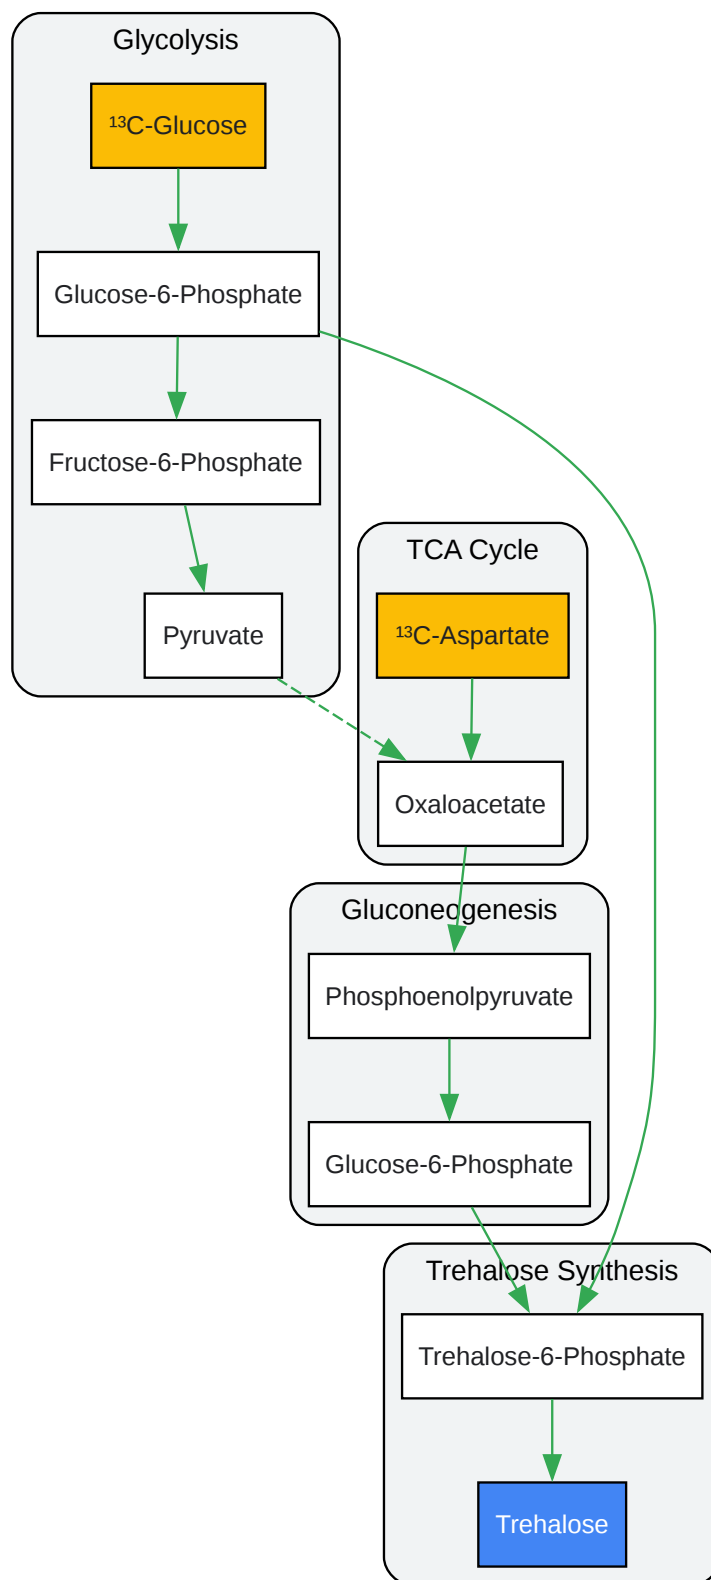 Glycolysis
¹³C-Glucose
Glucose-6-Phosphate
Fructose-6-Phosphate
Pyruvate
TCA Cycle
¹³C-Aspartate
Oxaloacetate
Gluconeogenesis
Phosphoenolpyruvate
Glucose-6-Phosphate
Trehalose Synthesis
Trehalose-6-Phosphate
Trehalose